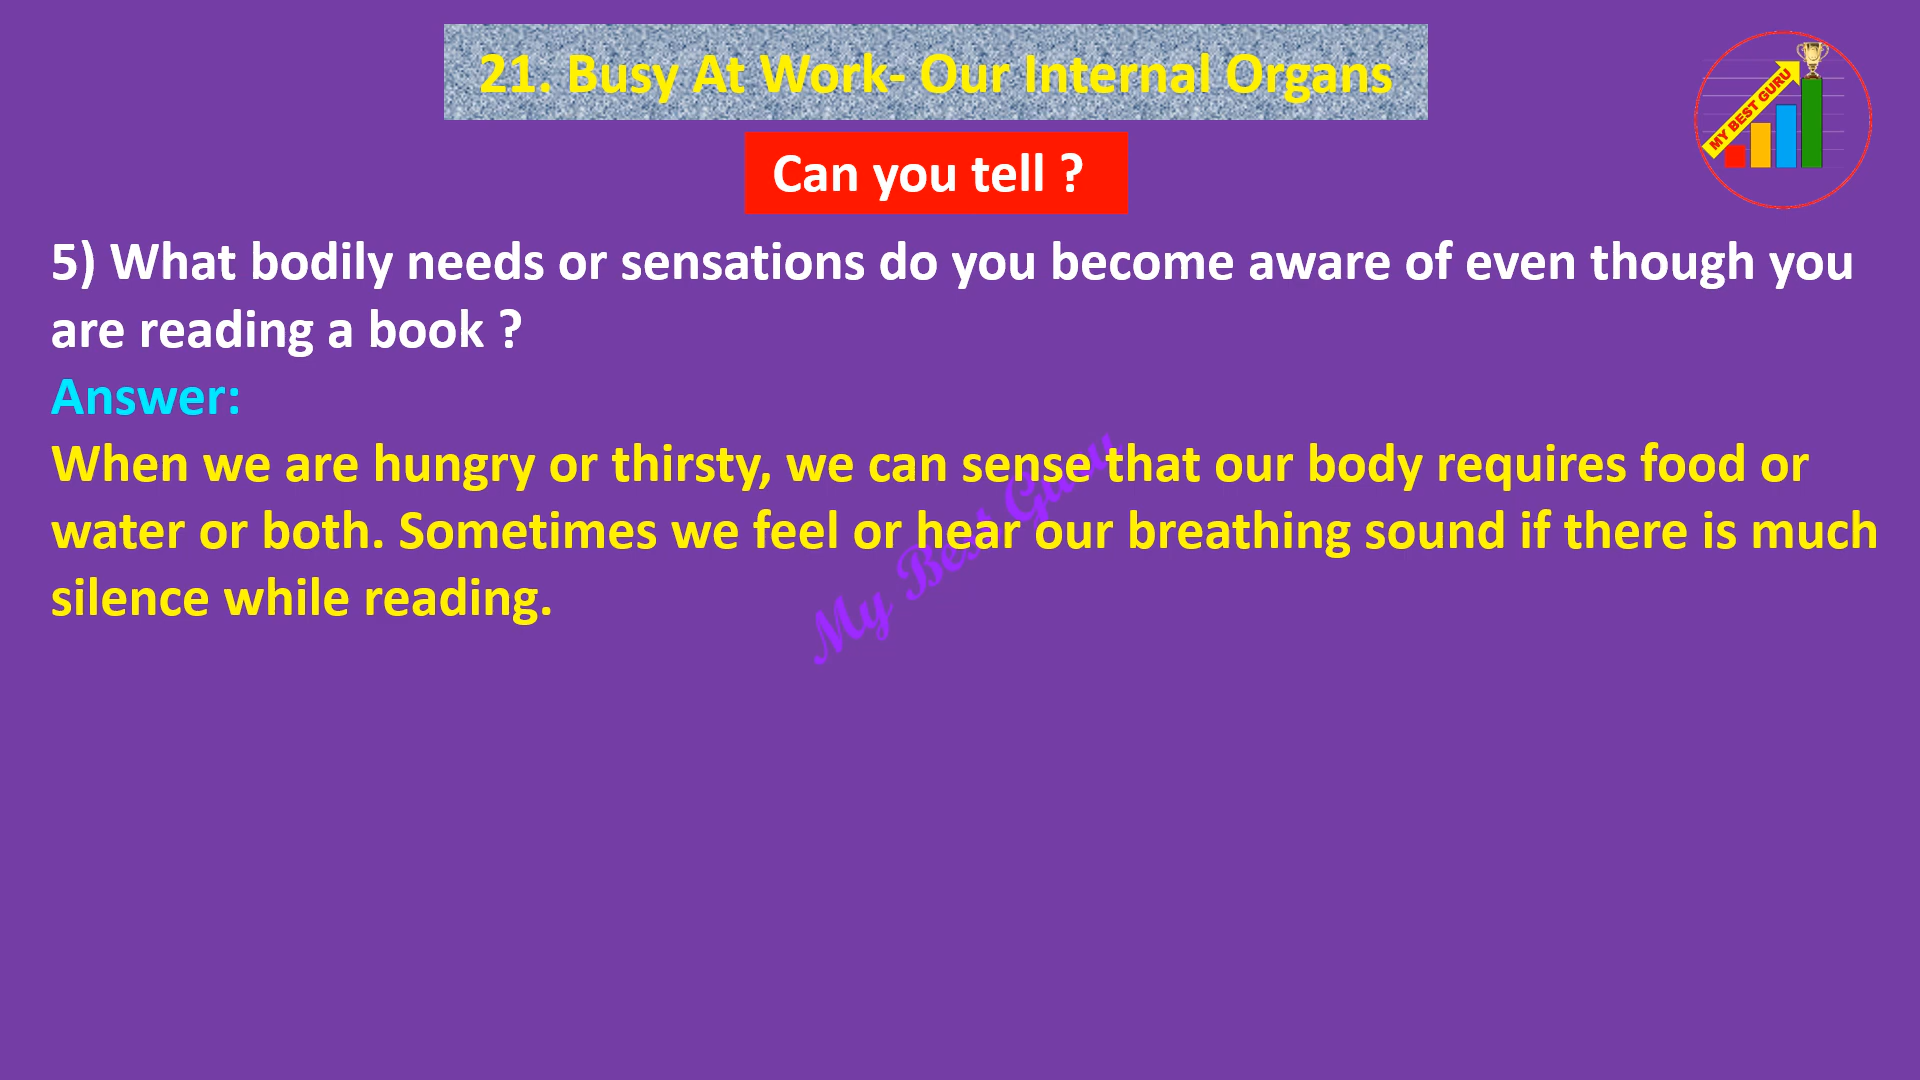 21. Busy At Work- Our Internal Organs
MY BEST GURU
Can you tell ?
5) What bodily needs or sensations do you become aware of even though you
are reading a book ?
Answer:
When we are hungry or thirsty, we can sense that our body requires food or
water or both. Sometimes we feel or hear our breathing sound if there is much
silence while reading.
My Best Guru